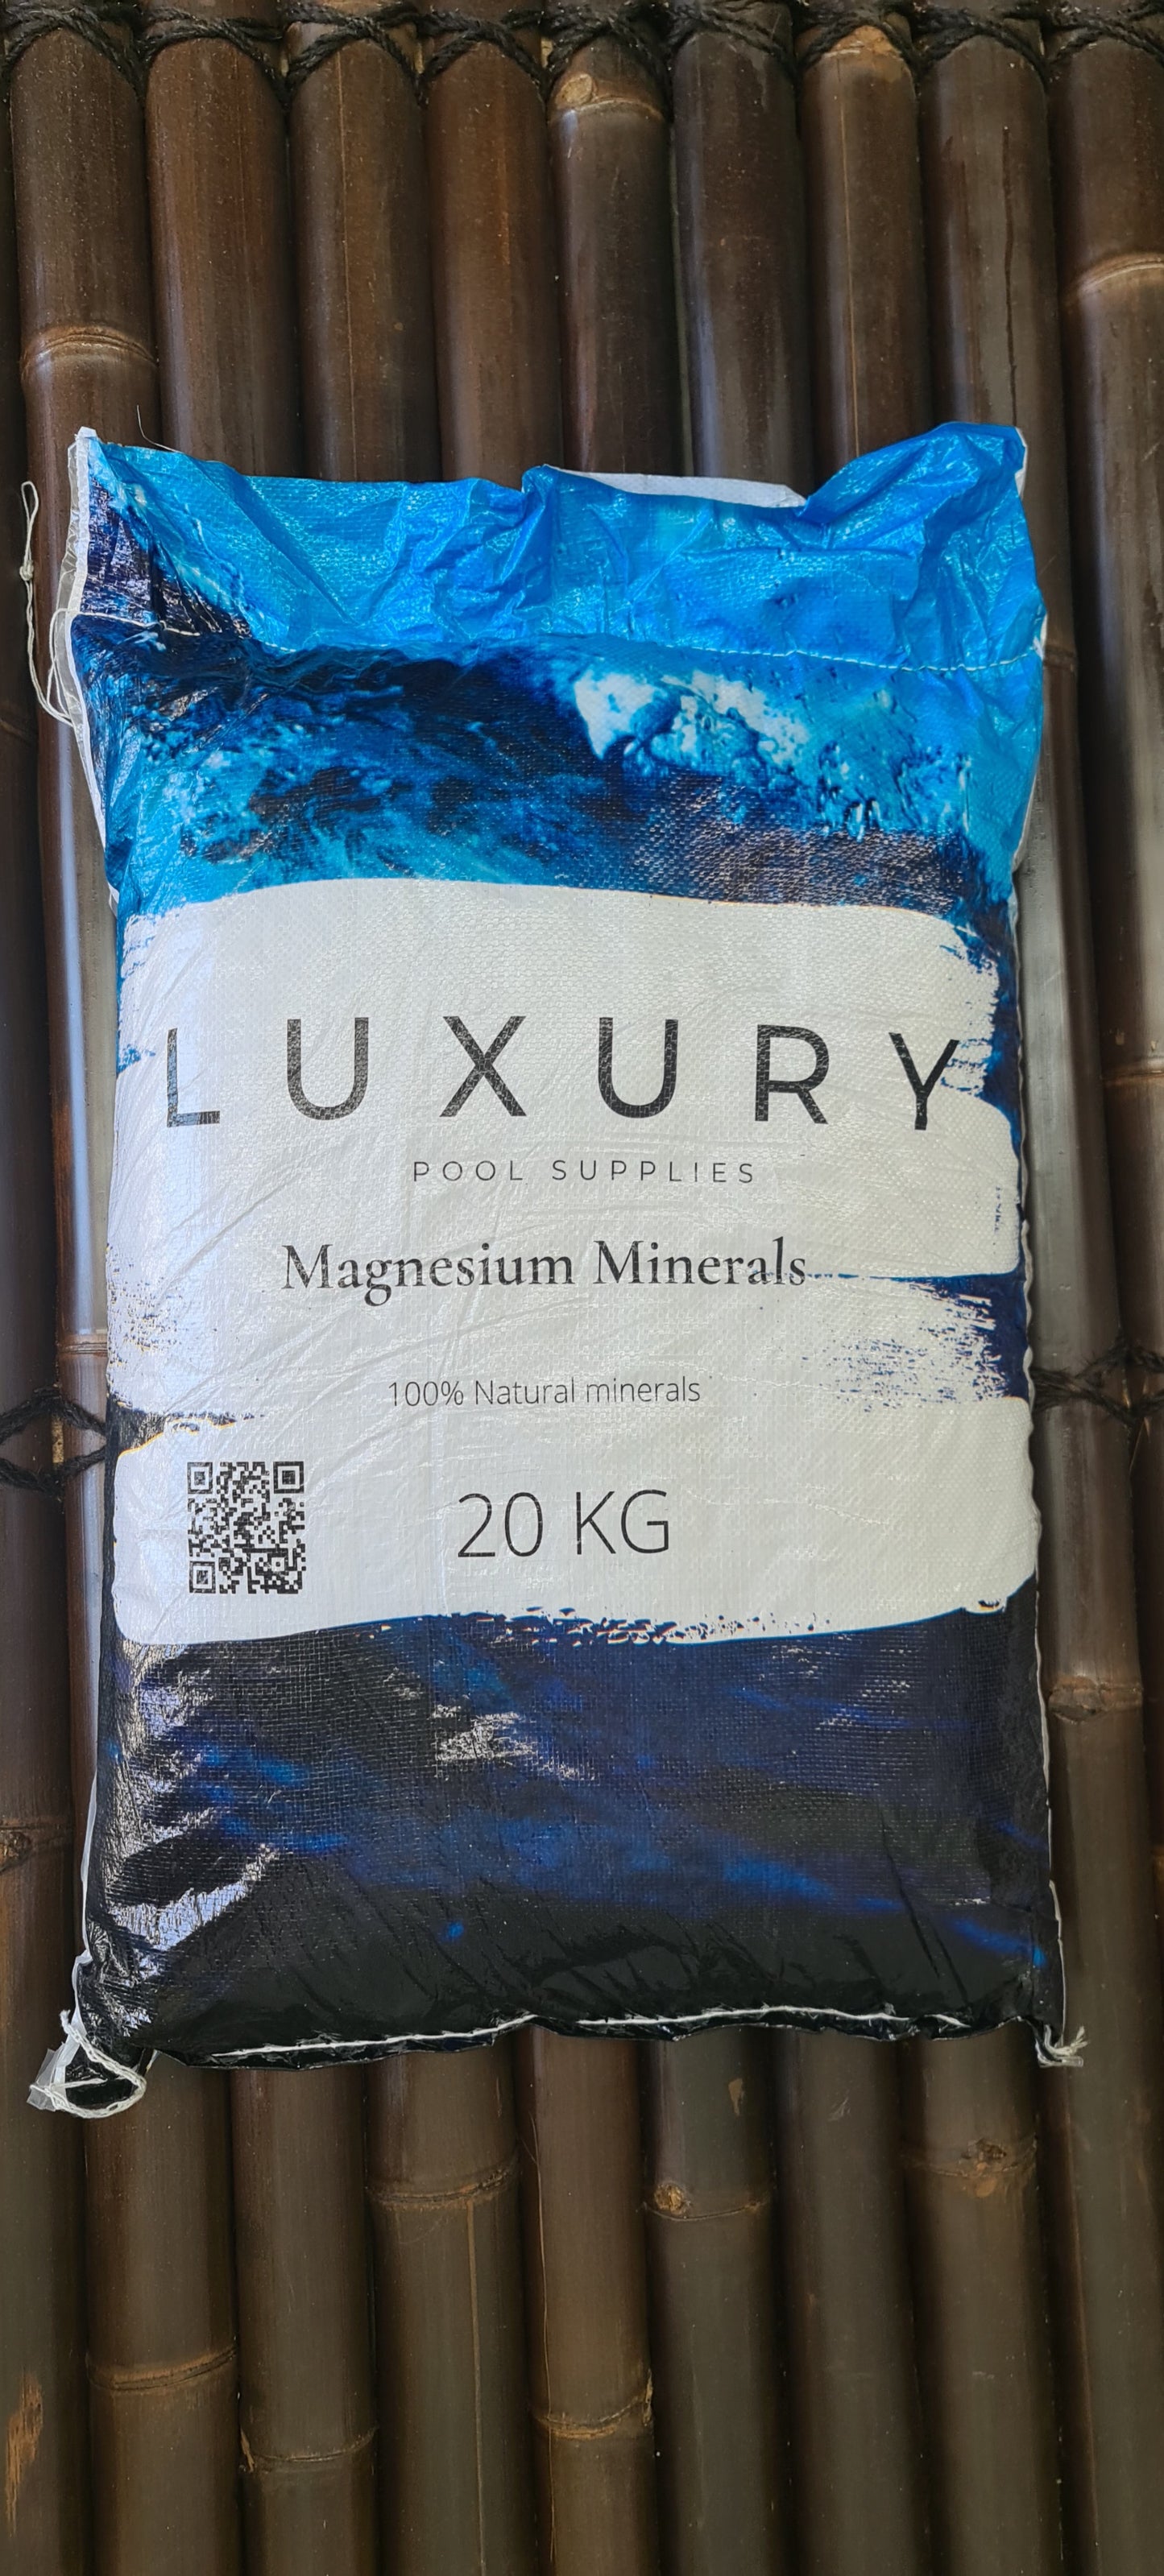 LUXURY
POOL SUPPLIES
Magnesium Minerals
100% Natural minerals
20 KG